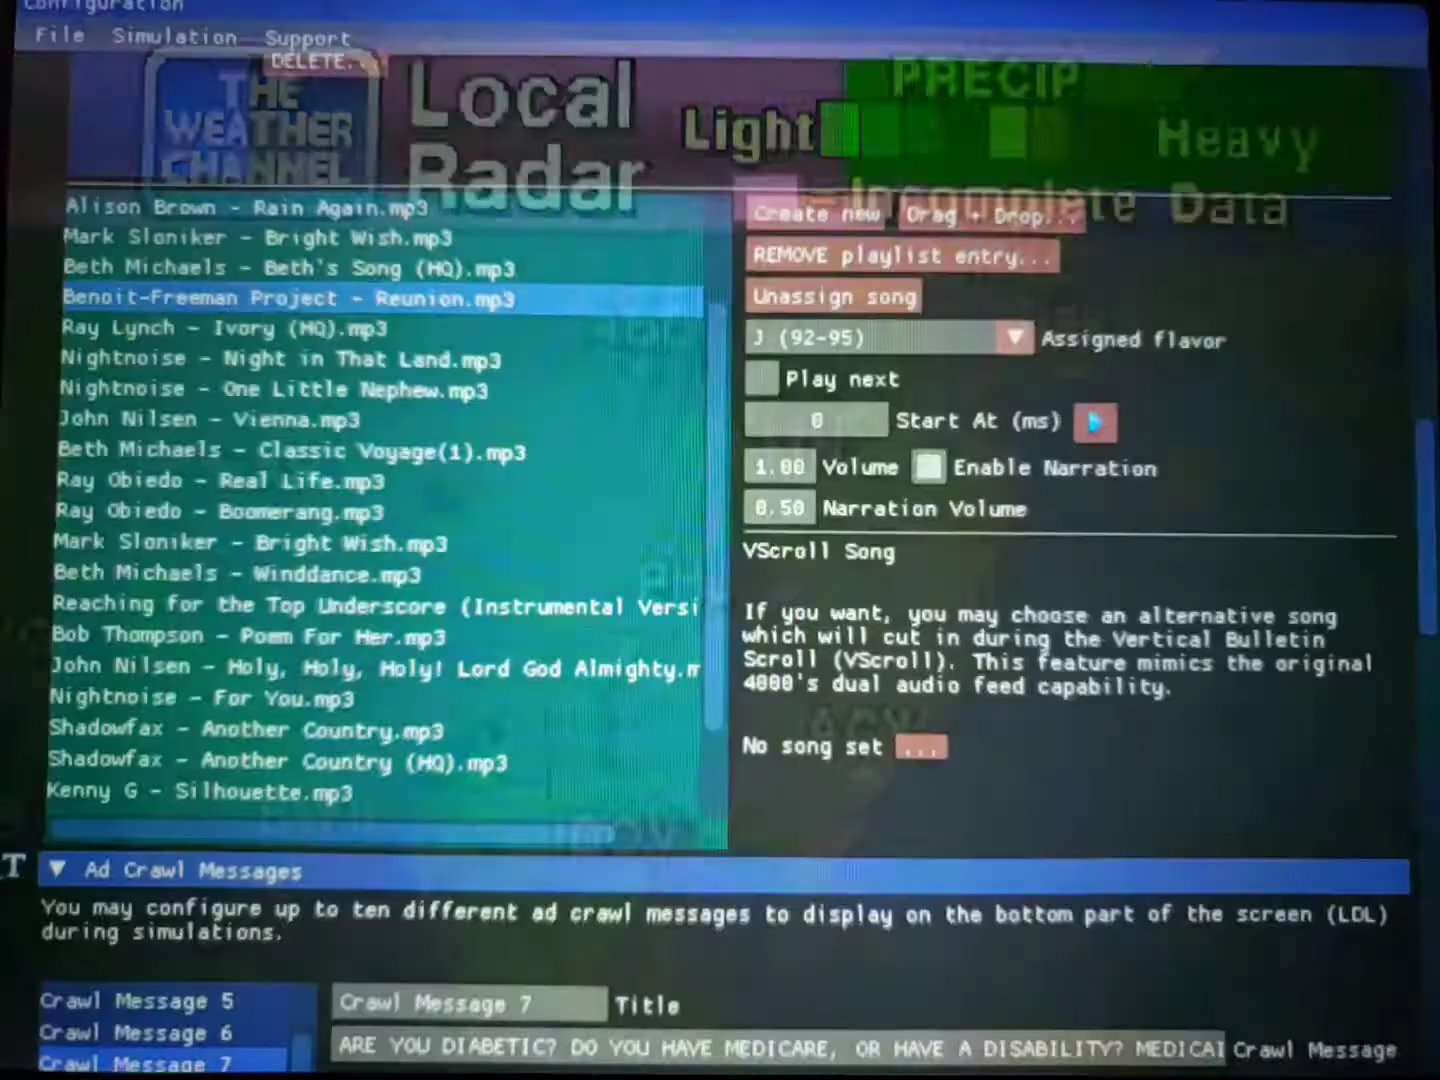 Configuration
File Simulation Support
DELETE...
THE
WEATHER
CHANNEL
Local
Radar
PRECIP
Light Heavy
= Incomplete Data
Alison Brown - Rain Again.mp3
Mark Sloniker - Bright Wish.mp3
Beth Michaels - Beth's Song (HQ).mp3
Benoit-Freeman Project - Reunion.mp3
Ray Lynch - Ivory (HQ).mp3
Nightnoise - Night in That Land.mp3
Nightnoise - One Little Nephew.mp3
John Nilsen - Vienna.mp3
Beth Michaels - Classic Voyage(1).mp3
Ray Obiedo - Real Life.mp3
Ray Obiedo - Boomerang.mp3
Mark Sloniker - Bright Wish.mp3
Beth Michaels - Winddance.mp3
Reaching for the Top Underscore (Instrumental Versi
Bob Thompson - Poem For Her.mp3
John Nilsen - Holy, Holy, Holy! Lord God Almighty.m
Nightnoise - For You.mp3
Shadowfax - Another Country.mp3
Shadowfax - Another Country (HQ).mp3
Kenny G - Silhouette.mp3
Create new Drag + Drop...
REMOVE playlist entry...
Unassign song
J (92-95) Assigned flavor
Play next
0 Start At (ms)
1.00 Volume Enable Narration
0.50 Narration Volume
VScroll Song
If you want, you may choose an alternative song
which will cut in during the Vertical Bulletin
Scroll (VScroll). This feature mimics the original
4000's dual audio feed capability.
No song set ...
T
Ad Crawl Messages
You may configure up to ten different ad crawl messages to display on the bottom part of the screen (LDL)
during simulations.
Crawl Message 5
Crawl Message 6
Crawl Message 7
Crawl Message 7 Title
ARE YOU DIABETIC? DO YOU HAVE MEDICARE, OR HAVE A DISABILITY? MEDICAI Crawl Message